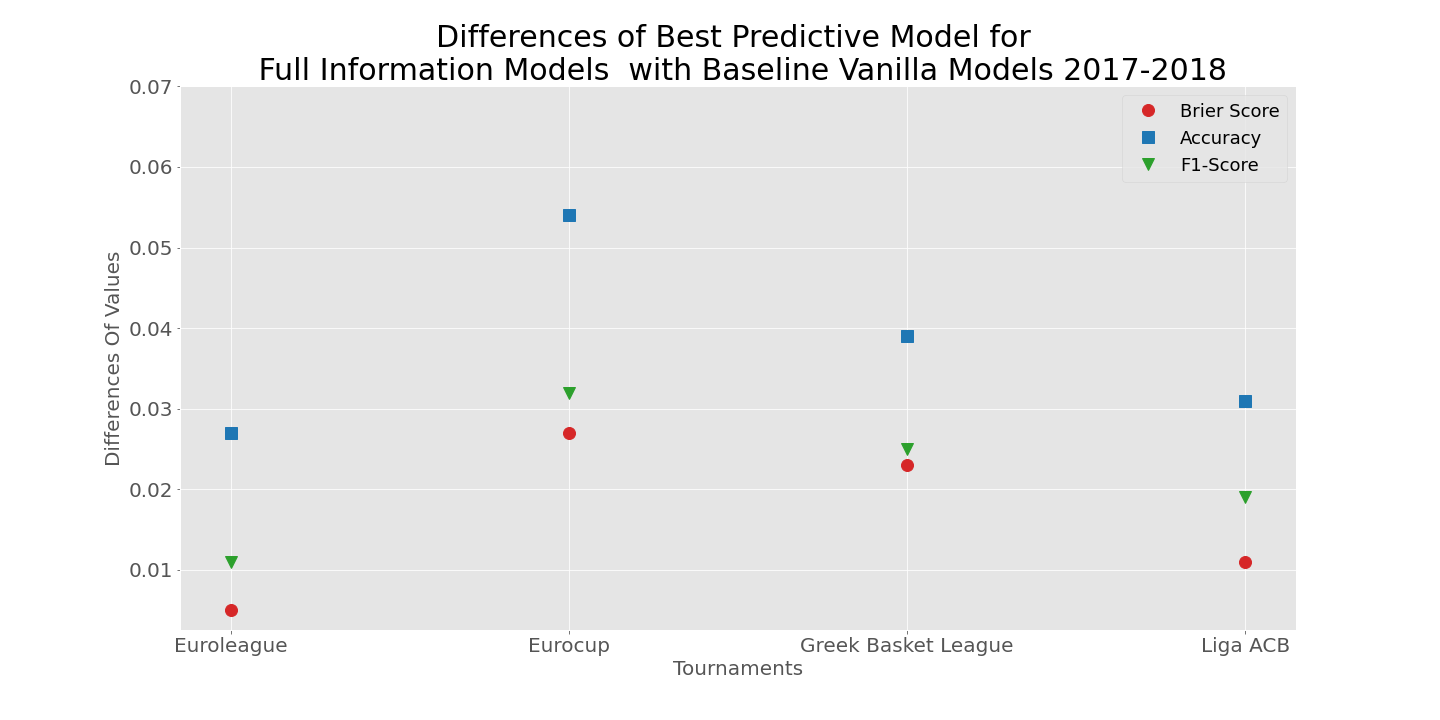 Differences of Best Predictive Model for
Full Information Models  with Baseline Vanilla Models 2017-2018
Brier Score
Accuracy
F1-Score
Differences Of Values
0.07
0.06
0.05
0.04
0.03
0.02
0.01
Euroleague
Eurocup
Greek Basket League
Liga ACB
Tournaments